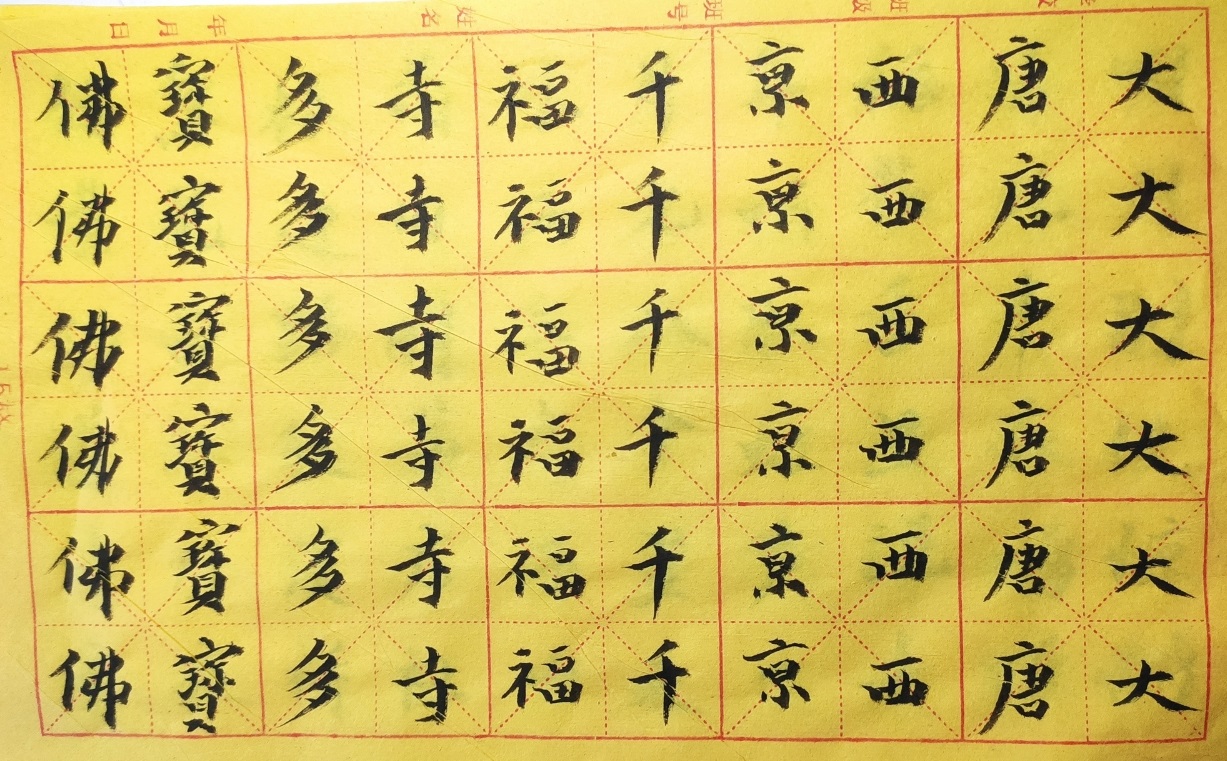 班级
姓名
年 月 日
大大大大大大
唐唐唐唐唐唐
西西西西西西
京京京京京京
千千千千千千
福福福福福福
寺寺寺寺寺寺
多多多多多多
寶寶寶寶寶寶
佛佛佛佛佛佛